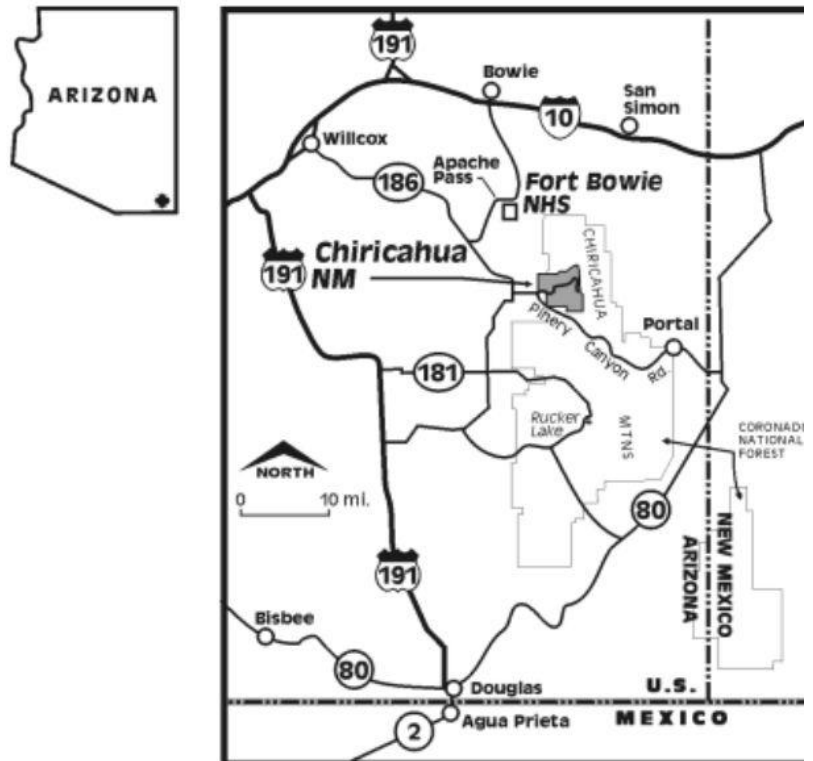 ARIZONA
191
Bowie
San
Simon
10
Willcox
Apache
Pass
186
Fort Bowie
NHS
Chiricahua
NM
191
CHIRICAHUA
Pinery
Canyon
Rd.
Portal
181
Rucker
Lake
MTNS
CORONADO
NATIONAL
FOREST
NORTH
0 10 mi.
80
191
ARIZONA
NEW MEXICO
Bisbee
80
Douglas
U.S.
MEXICO
Agua Prieta
2